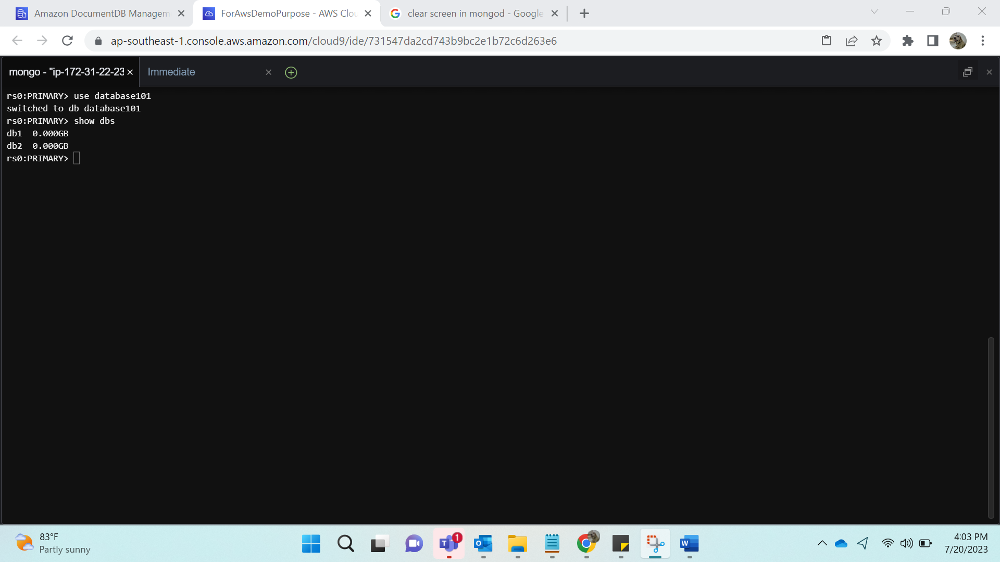 Amazon DocumentDB Managem
ForAwsDemoPurpose - AWS Clou
clear screen in mongod - Google
ap-southeast-1.console.aws.amazon.com/cloud9/ide/731547da2cd743b9bc2e1b72c6d263e6
mongo - "ip-172-31-22-23
Immediate
rs0:PRIMARY> use database101
switched to db database101
rs0:PRIMARY> show dbs
db1  0.000GB
db2  0.000GB
rs0:PRIMARY>
83°F
Partly sunny
1
4:03 PM
7/20/2023